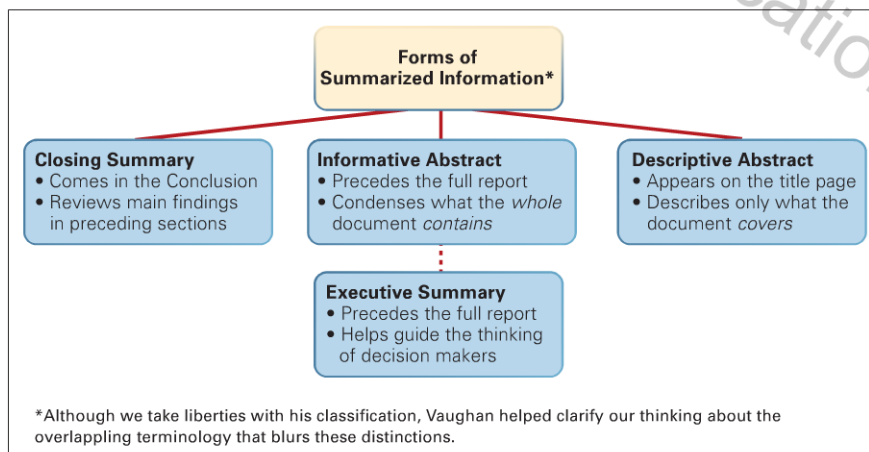 Forms of
Summarized Information*
Closing Summary
• Comes in the Conclusion
• Reviews main findings
in preceding sections
Informative Abstract
• Precedes the full report
• Condenses what the whole
document contains
Descriptive Abstract
• Appears on the title page
• Describes only what the
document covers
Executive Summary
• Precedes the full report
• Helps guide the thinking
of decision makers
*Although we take liberties with his classification, Vaughan helped clarify our thinking about the
overlappling terminology that blurs these distinctions.